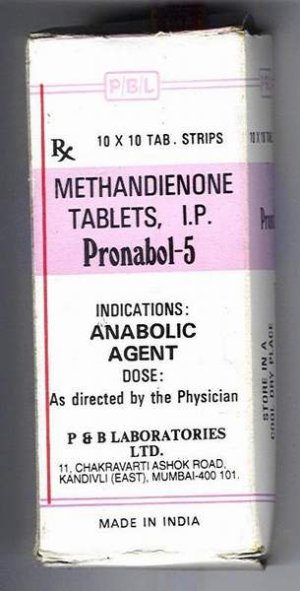 P/B/L
Rx 10 X 10 TAB. STRIPS
METHANDIENONE
TABLETS, I.P.
Pronabol-5
INDICATIONS:
ANABOLIC
AGENT
DOSE:
As directed by the Physician
P & B LABORATORIES
LTD.
11, CHAKRAVARTI ASHOK ROAD,
KANDIVLI (EAST), MUMBAI-400 101.
MADE IN INDIA
STORE IN A
COOL DRY PLACE